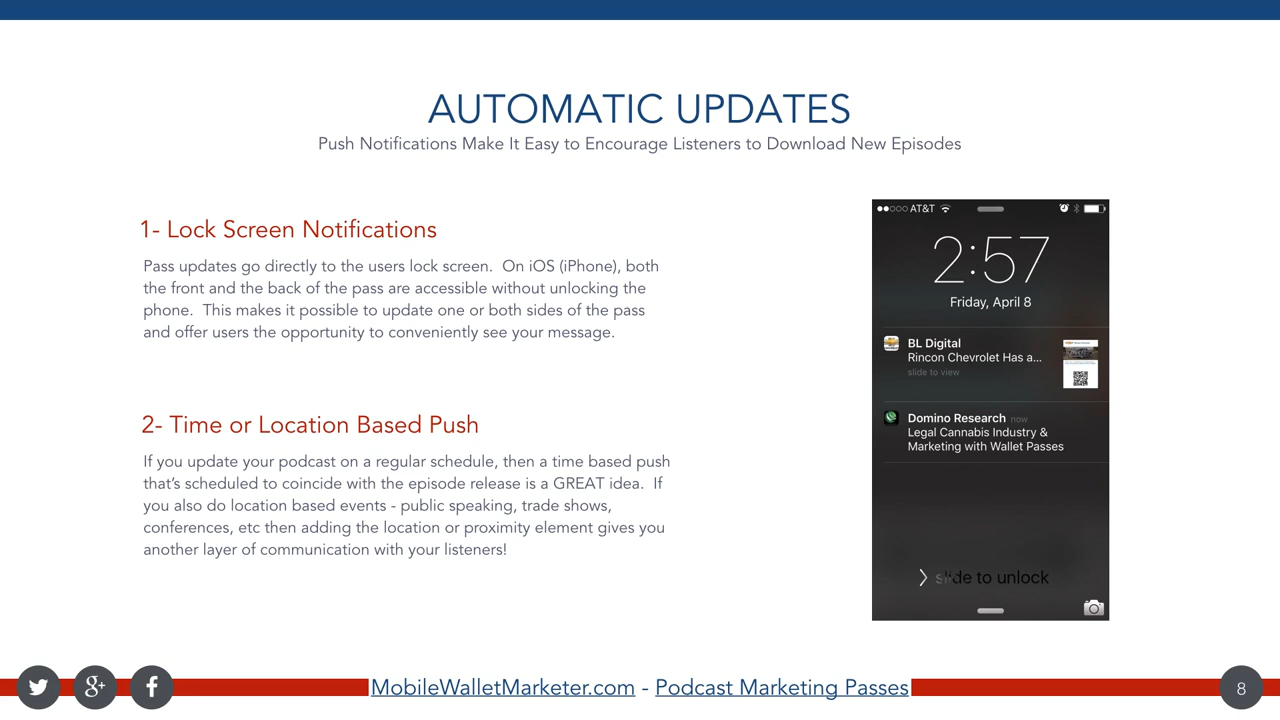 AUTOMATIC UPDATES
Push Notifications Make It Easy to Encourage Listeners to Download New Episodes
1- Lock Screen Notifications
Pass updates go directly to the users lock screen.  On iOS (iPhone), both
the front and the back of the pass are accessible without unlocking the
phone.  This makes it possible to update one or both sides of the pass
and offer users the opportunity to conveniently see your message.
2- Time or Location Based Push
If you update your podcast on a regular schedule, then a time based push
that's scheduled to coincide with the episode release is a GREAT idea.  If
you also do location based events - public speaking, trade shows,
conferences, etc then adding the location or proximity element gives you
another layer of communication with your listeners!
AT&T
2:57
Friday, April 8
BL Digital
Rincon Chevrolet Has a...
slide to view
Domino Research now
Legal Cannabis Industry &
Marketing with Wallet Passes
slide to unlock
g+ f
MobileWalletMarketer.com - Podcast Marketing Passes
8